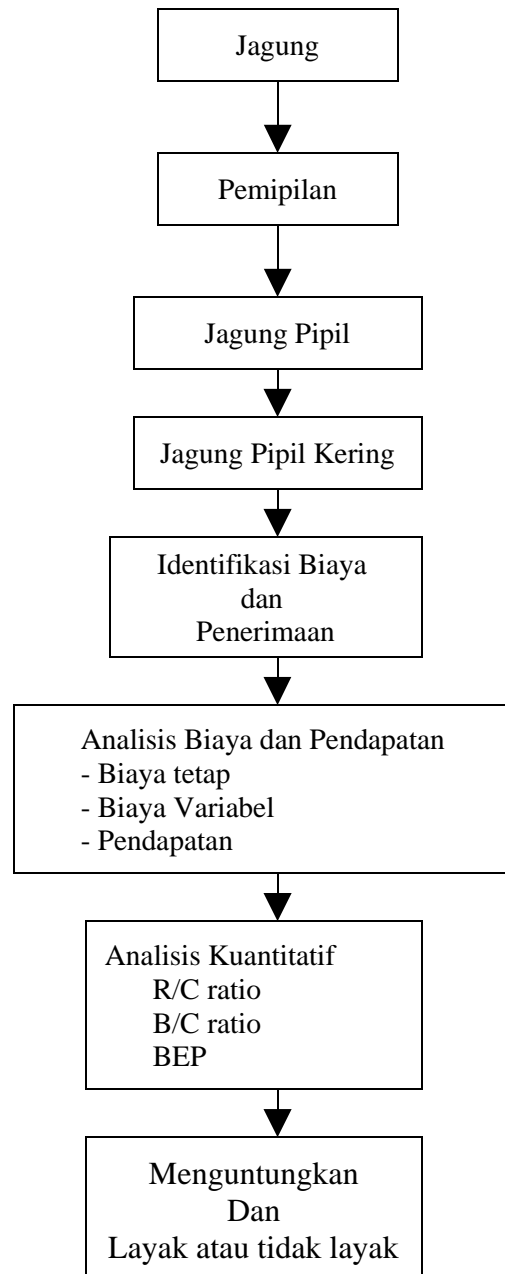 Jagung
Pemipilan
Jagung Pipil
Jagung Pipil Kering
Identifikasi Biaya
dan
Penerimaan
Analisis Biaya dan Pendapatan
- Biaya tetap
- Biaya Variabel
- Pendapatan
Analisis Kuantitatif
R/C ratio
B/C ratio
BEP
Menguntungkan
Dan
Layak atau tidak layak